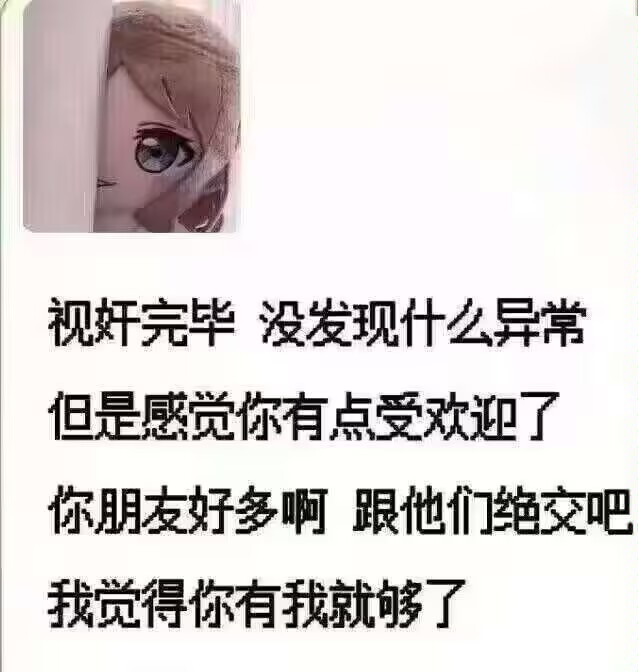 视奸完毕 没发现什么异常
但是感觉你有点受欢迎了
你朋友好多啊 跟他们绝交吧
我觉得你有我就够了